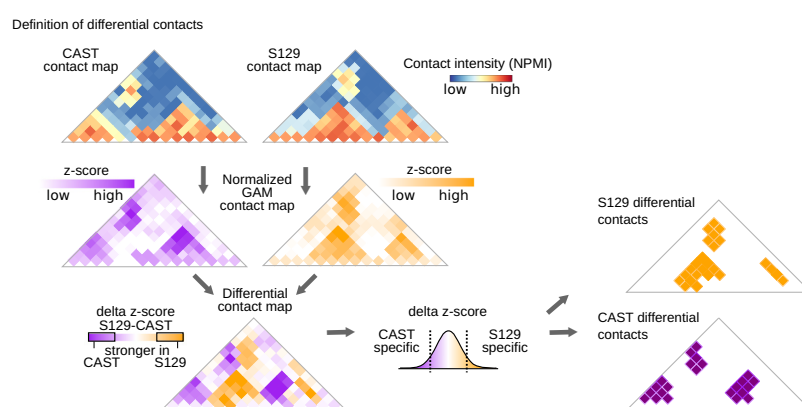 Definition of differential contacts
CAST
contact map
S129
contact map
Contact intensity (NPMI)
low high
z-score
low high
Normalized
GAM
contact map
z-score
low high
S129 differential
contacts
Differential
contact map
delta z-score
S129-CAST
stronger in
CAST S129
delta z-score
CAST
specific
S129
specific
CAST differential
contacts